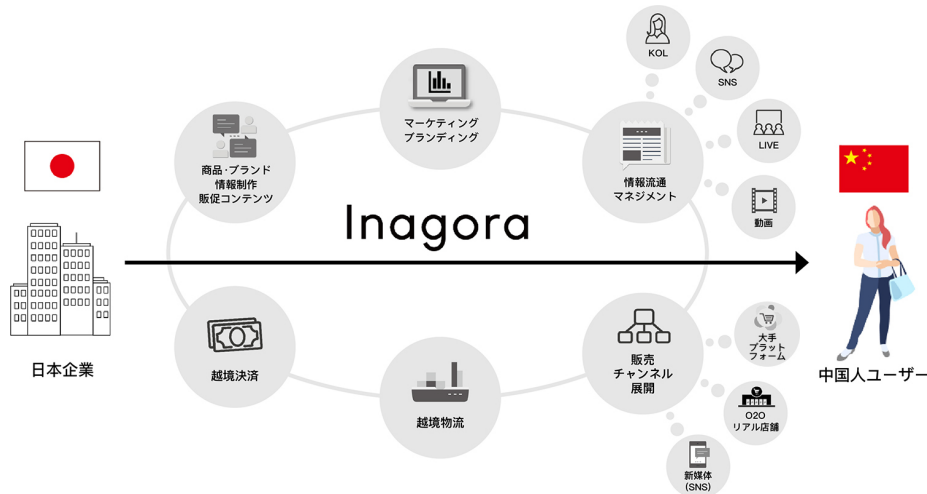 KOL
SNS
LIVE
動画
マーケティング
ブランディング
商品・ブランド
情報制作
販促コンテンツ
情報流通
マネジメント
Inagora
日本企業
中国人ユーザー
越境決済
越境物流
販売
チャンネル
展開
大手
プラット
フォーム
O2O
リアル店舗
新媒体
(SNS)